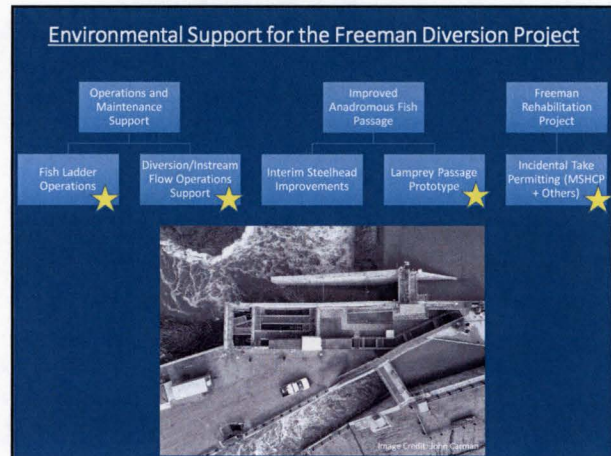 Environmental Support for the Freeman Diversion Project
Operations and
Maintenance
Support
Improved
Anadromous Fish
Passage
Freeman
Rehabilitation
Project
Fish Ladder
Operations
Diversion/Instream
Flow Operations
Support
Interim Steelhead
Improvements
Lamprey Passage
Prototype
Incidental Take
Permitting (MSHCP
+ Others)
Image Credit: John Carman